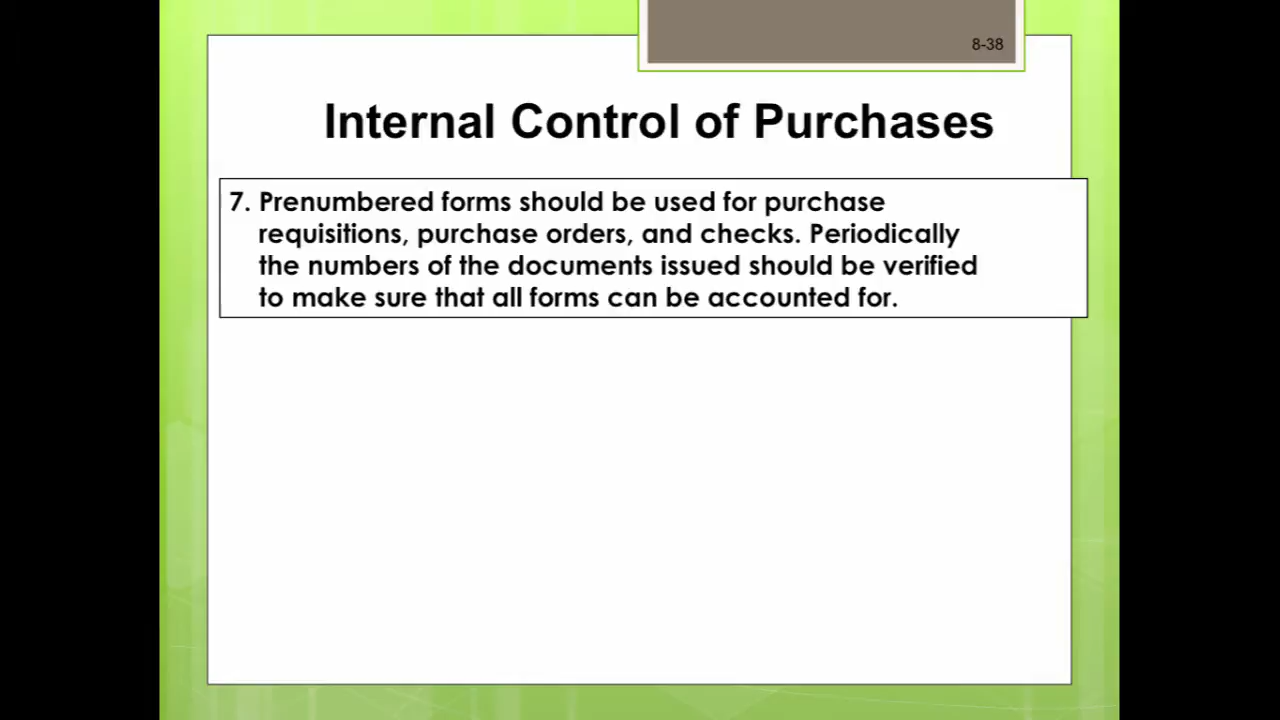 8-38
Internal Control of Purchases
7. Prenumbered forms should be used for purchase
requisitions, purchase orders, and checks. Periodically
the numbers of the documents issued should be verified
to make sure that all forms can be accounted for.